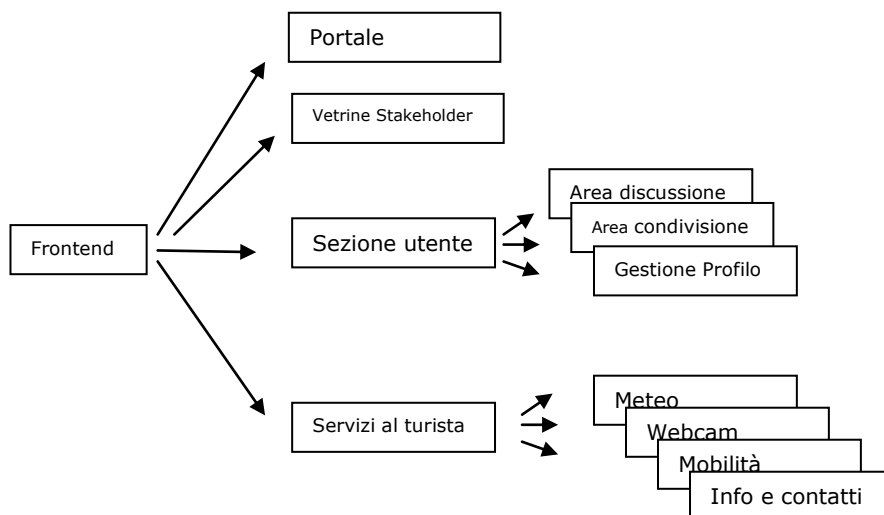 Portale
Vetrine Stakeholder
Area discussione
Area condivisione
Frontend
Sezione utente
Gestione Profilo
Meteo
Servizi al turista
Webcam
Mobilità
Info e contatti